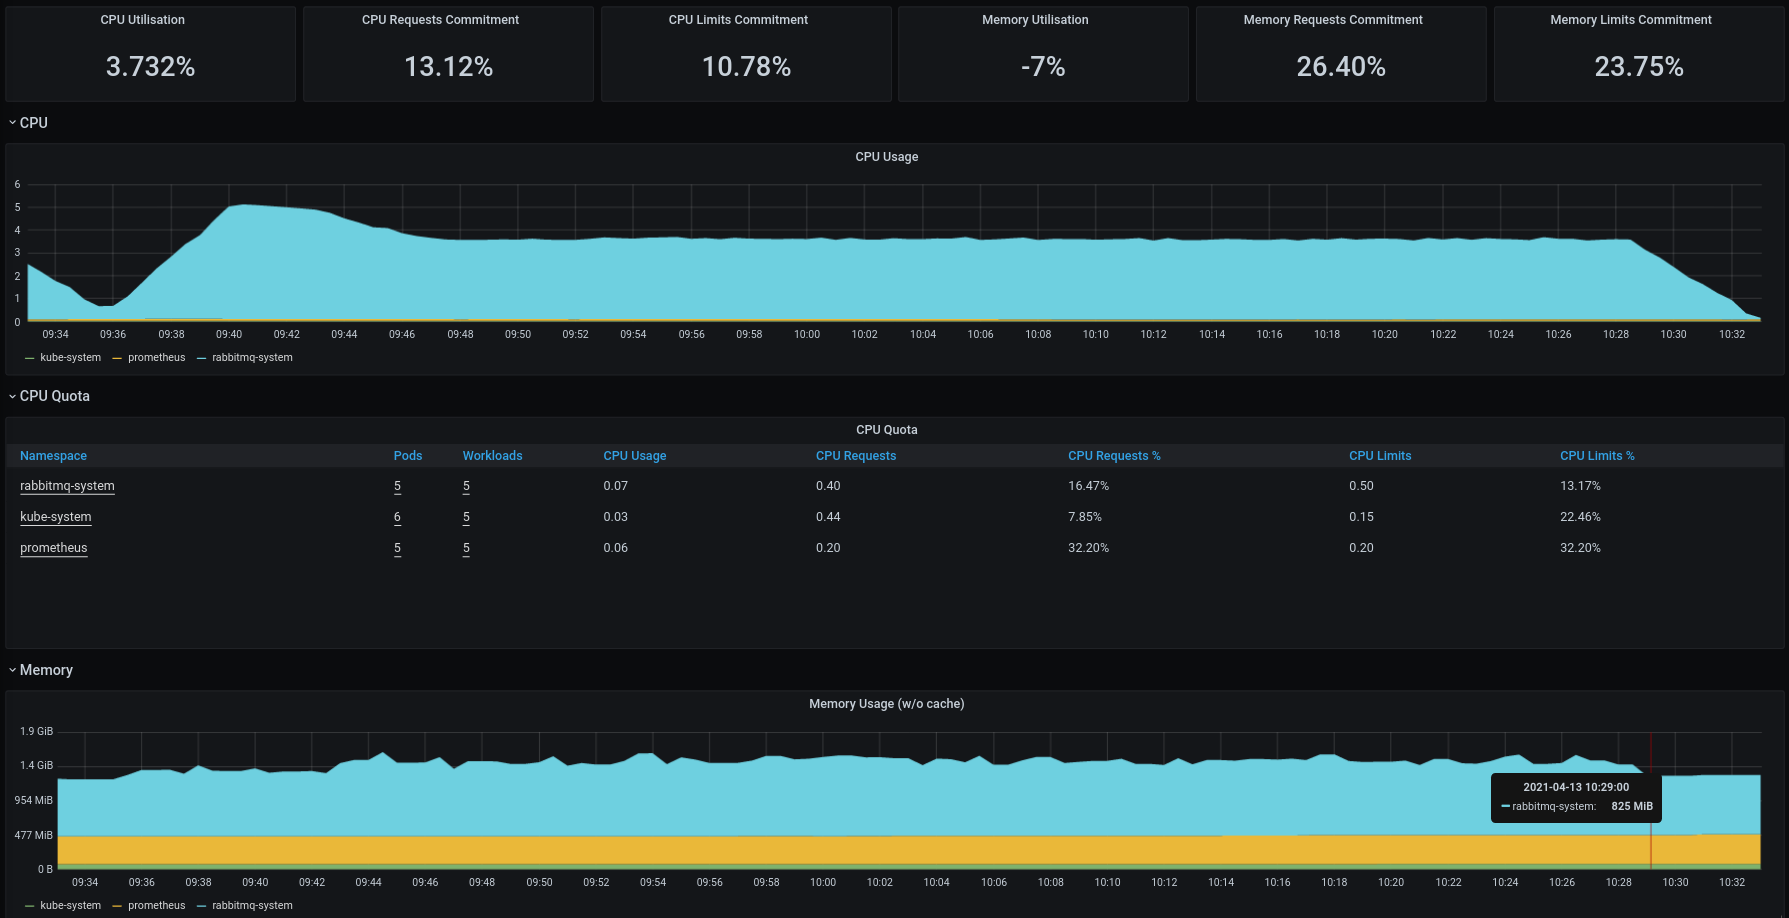 CPU Utilisation CPU Requests Commitment CPU Limits Commitment Memory Utilisation Memory Requests Commitment Memory Limits Commitment
3.732% 13.12% 10.78% -7% 26.40% 23.75%
CPU
CPU Usage
6
5
4
3
2
1
0
09:34 09:36 09:38 09:40 09:42 09:44 09:46 09:48 09:50 09:52 09:54 09:56 09:58 10:00 10:02 10:04 10:06 10:08 10:10 10:12 10:14 10:16 10:18 10:20 10:22 10:24 10:26 10:28 10:30 10:32
kube-system prometheus rabbitmq-system
CPU Quota
CPU Quota
Namespace Pods Workloads CPU Usage CPU Requests CPU Requests % CPU Limits CPU Limits %
rabbitmq-system 5 5 0.07 0.40 16.47% 0.50 13.17%
kube-system 6 5 0.03 0.44 7.85% 0.15 22.46%
prometheus 5 5 0.06 0.20 32.20% 0.20 32.20%
Memory
Memory Usage (w/o cache)
1.9 GiB
1.4 GiB
954 MiB
477 MiB
0 B
2021-04-13 10:29:00
rabbitmq-system: 825 MiB
09:34 09:36 09:38 09:40 09:42 09:44 09:46 09:48 09:50 09:52 09:54 09:56 09:58 10:00 10:02 10:04 10:06 10:08 10:10 10:12 10:14 10:16 10:18 10:20 10:22 10:24 10:26 10:28 10:30 10:32
kube-system prometheus rabbitmq-system